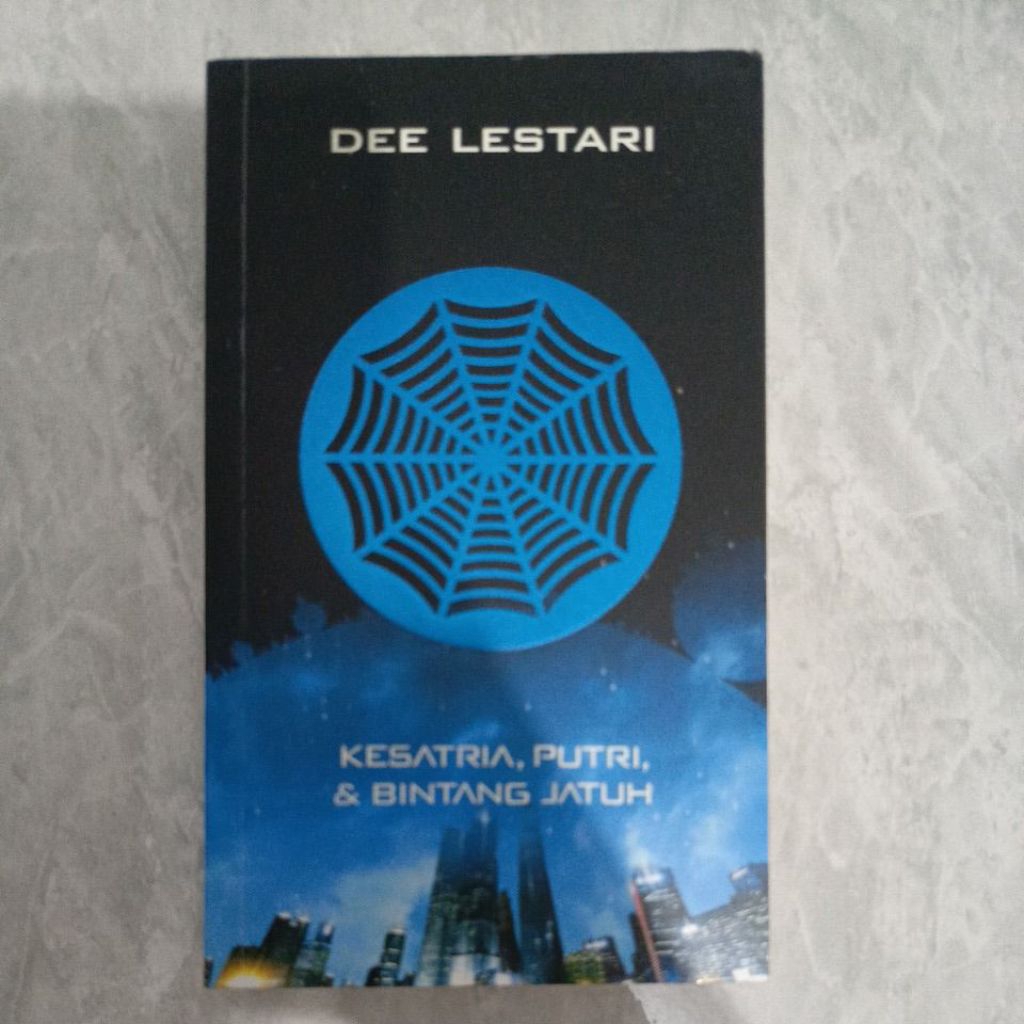 DEE LESTARI
KESATRIA, PUTRI,
& BINTANG JATUH